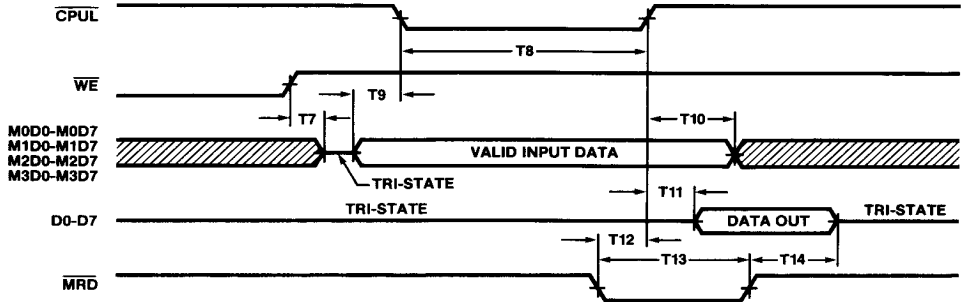 CPUL
T8
WE
T9
T7
T10
M0D0-M0D7
M1D0-M1D7
M2D0-M2D7
M3D0-M3D7
VALID INPUT DATA
TRI-STATE
T11
TRI-STATE
TRI-STATE
D0-D7
DATA OUT
T12
T13
T14
MRD